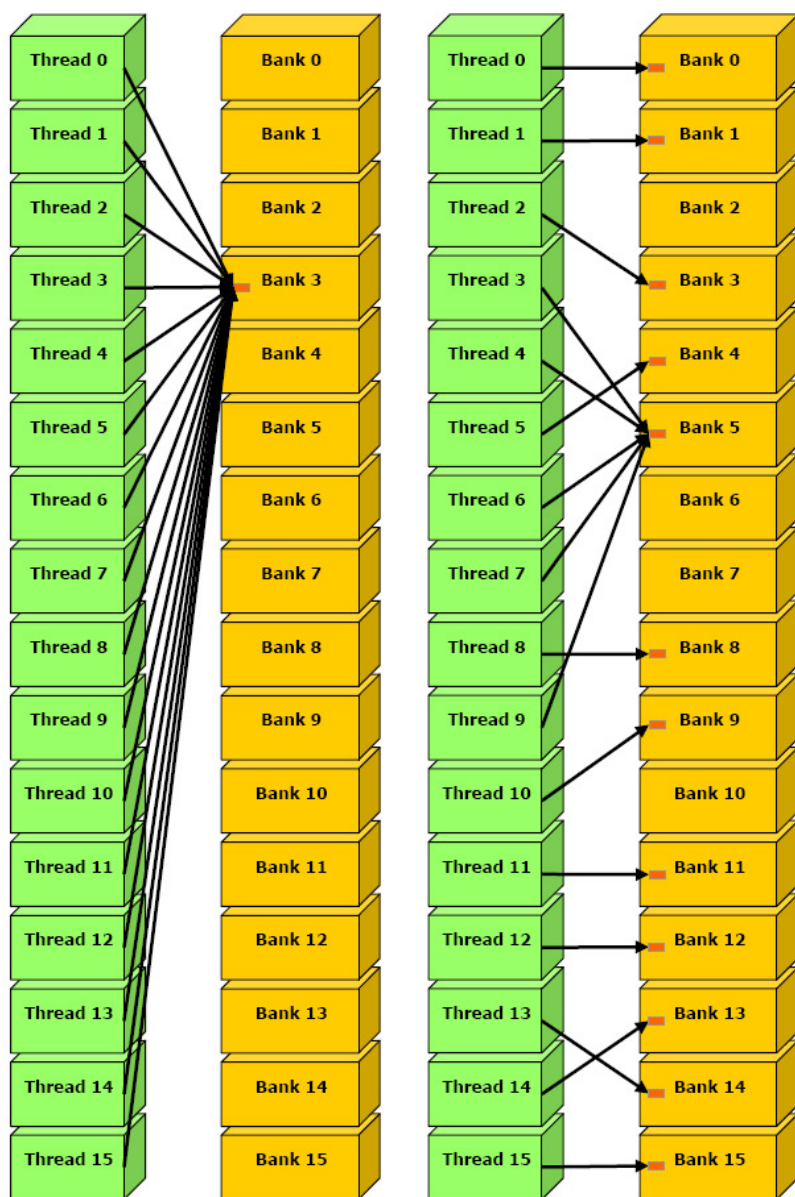 Thread 0 Bank 0 Thread 0 Bank 0
Thread 1 Bank 1 Thread 1 Bank 1
Thread 2 Bank 2 Thread 2 Bank 2
Thread 3 Bank 3 Thread 3 Bank 3
Thread 4 Bank 4 Thread 4 Bank 4
Thread 5 Bank 5 Thread 5 Bank 5
Thread 6 Bank 6 Thread 6 Bank 6
Thread 7 Bank 7 Thread 7 Bank 7
Thread 8 Bank 8 Thread 8 Bank 8
Thread 9 Bank 9 Thread 9 Bank 9
Thread 10 Bank 10 Thread 10 Bank 10
Thread 11 Bank 11 Thread 11 Bank 11
Thread 12 Bank 12 Thread 12 Bank 12
Thread 13 Bank 13 Thread 13 Bank 13
Thread 14 Bank 14 Thread 14 Bank 14
Thread 15 Bank 15 Thread 15 Bank 15